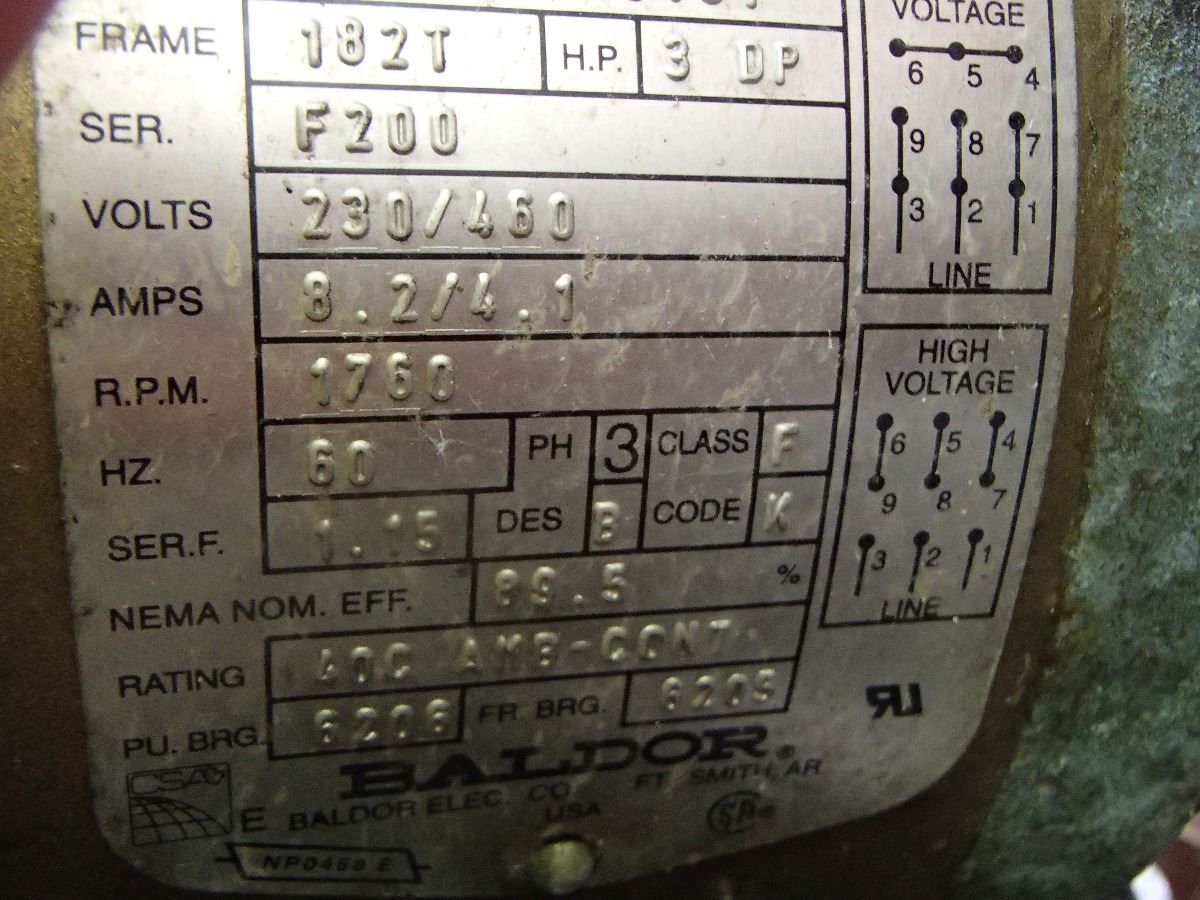 VOLTAGE
FRAME 182T H.P. 3 DP
6 5 4
SER. F200
9 8 7
VOLTS 230/460
3 2 1
LINE
AMPS 8.2/4.1
HIGH
VOLTAGE
R.P.M. 1760
6 5 4
HZ. 60 PH 3 CLASS F
9 8 7
SER.F. 1.15 DES B CODE K
3 2 1
LINE
NEMA NOM. EFF. 89.5 %
RATING 40C AMB-CONT
PU. BRG. 6206 FR. BRG. 6205
BALDOR®
CSA
E BALDOR ELEC. CO. FT. SMITH, AR
USA
NP0458 E